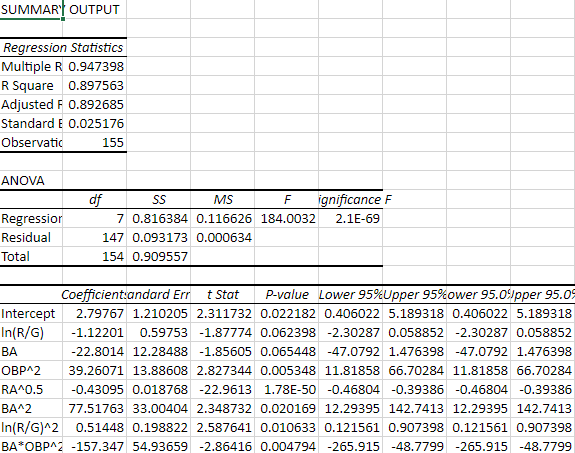 SUMMARY OUTPUT
Regression Statistics
Multiple R 0.947398
R Square 0.897563
Adjusted F 0.892685
Standard E 0.025176
Observatic 155
ANOVA
df SS MS F ignificance F
Regressior 7 0.816384 0.116626 184.0032 2.1E-69
Residual 147 0.093173 0.000634
Total 154 0.909557
Coefficients andard Err t Stat P-value Lower 95% Upper 95% ower 95.0% Upper 95.0%
Intercept 2.79767 1.210205 2.311732 0.022182 0.406022 5.189318 0.406022 5.189318
ln(R/G) -1.12201 0.59753 -1.87774 0.062398 -2.30287 0.058852 -2.30287 0.058852
BA -22.8014 12.28488 -1.85605 0.065448 -47.0792 1.476398 -47.0792 1.476398
OBP^2 39.26071 13.88608 2.827344 0.005348 11.81858 66.70284 11.81858 66.70284
RA^0.5 -0.43095 0.018768 -22.9613 1.78E-50 -0.46804 -0.39386 -0.46804 -0.39386
BA^2 77.51763 33.00404 2.348732 0.020169 12.29395 142.7413 12.29395 142.7413
ln(R/G)^2 0.51448 0.198822 2.587641 0.010633 0.121561 0.907398 0.121561 0.907398
BA*OBP^2 -157.347 54.93659 -2.86416 0.004794 -265.915 -48.7799 -265.915 -48.7799